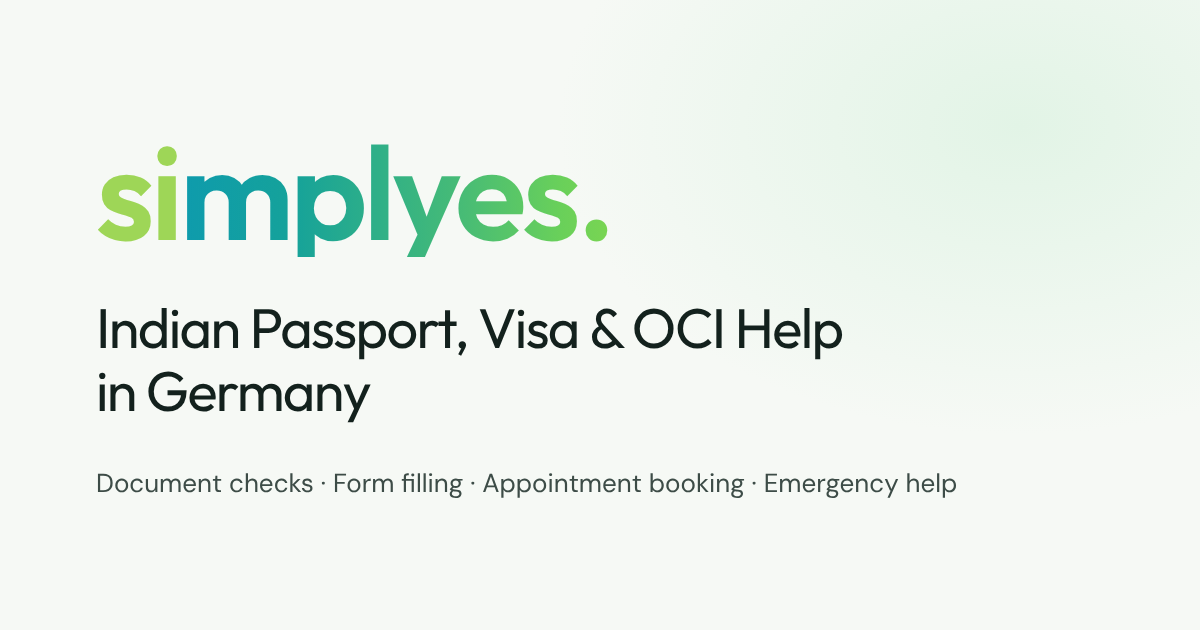 simplyes.
Indian Passport, Visa & OCI Help
in Germany
Document checks · Form filling · Appointment booking · Emergency help